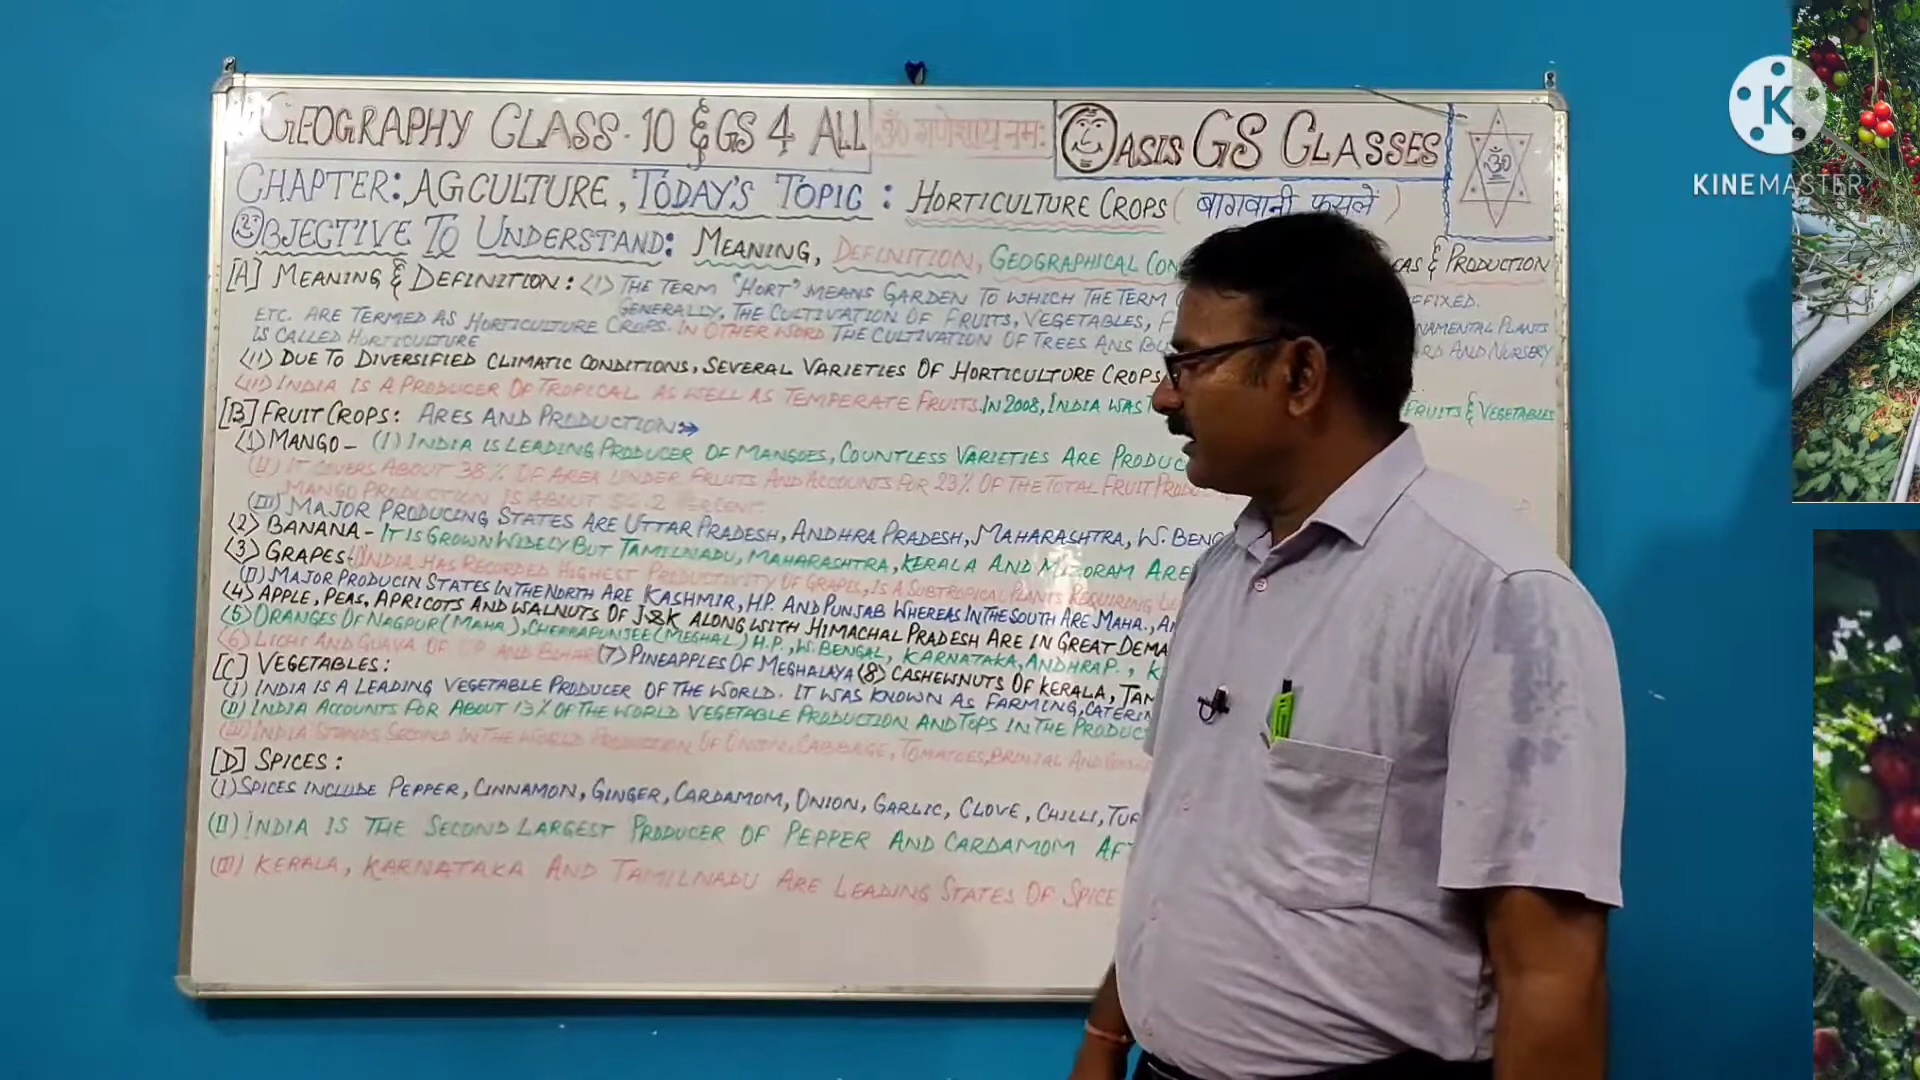 GEOGRAPHY CLASS-10 & GS 4 ALL
ॐ गणेशाय नमः
OASIS GS CLASSES
ॐ
CHAPTER: AGCULTURE, TODAY'S TOPIC : HORTICULTURE CROPS (बागवानी फसलें)
OBJECTIVE TO UNDERSTAND: MEANING, DEFINITION, GEOGRAPHICAL CON & PRODUCTION
[A] MEANING & DEFINITION: (I) THE TERM "HORT" MEANS GARDEN TO WHICH THE TERM
GENERALLY, THE CULTIVATION OF FRUITS, VEGETABLES, NAMENTAL PLANTS
ETC. ARE TERMED AS HORTICULTURE CROPS. IN OTHER WORD THE CULTIVATION OF TREES ANS AND NURSERY
IS CALLED HORTICULTURE
(II) DUE TO DIVERSIFIED CLIMATIC CONDITIONS, SEVERAL VARIETIES OF HORTICULTURE CROPS
(III) INDIA IS A PRODUCER OF TROPICAL AS WELL AS TEMPERATE FRUITS. IN 2008, INDIA WAS FRUITS & VEGETABLES
[B] FRUIT CROPS: ARES AND PRODUCTION
(1) MANGO - (I) INDIA IS LEADING PRODUCER OF MANGOES, COUNTLESS VARIETIES ARE PRODUC
(II) IT COVERS ABOUT 38% OF AREA UNDER FRUITS AND ACCOUNTS FOR 23% OF THE TOTAL FRUIT
MANGO PRODUCTION IS ABOUT PERCENT
(III) MAJOR PRODUCING STATES ARE UTTAR PRADESH, ANDHRA PRADESH, MAHARASHTRA, W. BENG
(2) BANANA - IT IS GROWN WIDELY BUT TAMILNADU, MAHARASHTRA, KERALA AND MIZORAM ARE
(3) GRAPES: (I) INDIA HAS RECORDED HIGHEST PRODUCTIVITY OF GRAPES, IS A SUBTROPICAL PLANTS REQUIRING
(II) MAJOR PRODUCIN STATES IN THE NORTH ARE KASHMIR, H.P. AND PUNJAB WHEREAS IN THE SOUTH ARE MAHA.,
(4) APPLE, PEAS, APRICOTS AND WALNUTS OF J&K ALONG WITH HIMACHAL PRADESH ARE IN GREAT DEMA
(5) ORANGES OF NAGPUR (MAHA), CHERRAPUNJEE (MEGHAL) H.P., W. BENGAL, KARNATAKA, ANDHRA P.,
(6) LICHI AND GUAVA OF UP AND BIHAR (7) PINEAPPLES OF MEGHALAYA (8) CASHEWNUTS OF KERALA, TAM
[C] VEGETABLES:
(I) INDIA IS A LEADING VEGETABLE PRODUCER OF THE WORLD. IT WAS KNOWN AS FARMING, CATERIN
(II) INDIA ACCOUNTS FOR ABOUT 13% OF THE WORLD VEGETABLE PRODUCTION AND TOPS IN THE PRODUCT
(III) INDIA STANDS SECOND IN THE WORLD PRODUCTION OF ONION, CABBAGE, TOMATOES, BRINJAL AND
[D] SPICES:
(I) SPICES INCLUDE PEPPER, CINNAMON, GINGER, CARDAMOM, ONION, GARLIC, CLOVE, CHILLI,
(II) INDIA IS THE SECOND LARGEST PRODUCER OF PEPPER AND CARDAMOM AF
(III) KERALA, KARNATAKA AND TAMILNADU ARE LEADING STATES OF SPICE
K
KINEMASTER